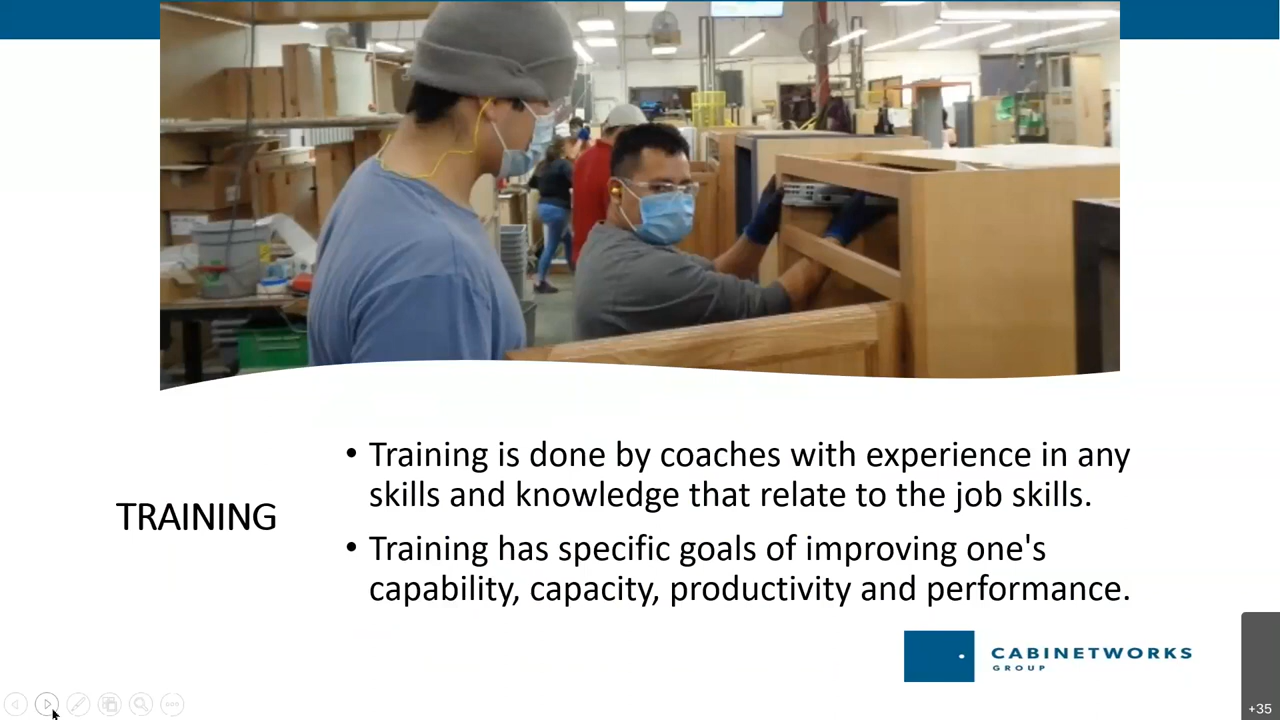 TRAINING
• Training is done by coaches with experience in any
skills and knowledge that relate to the job skills.
• Training has specific goals of improving one's
capability, capacity, productivity and performance.
CABINETWORKS
GROUP
+35